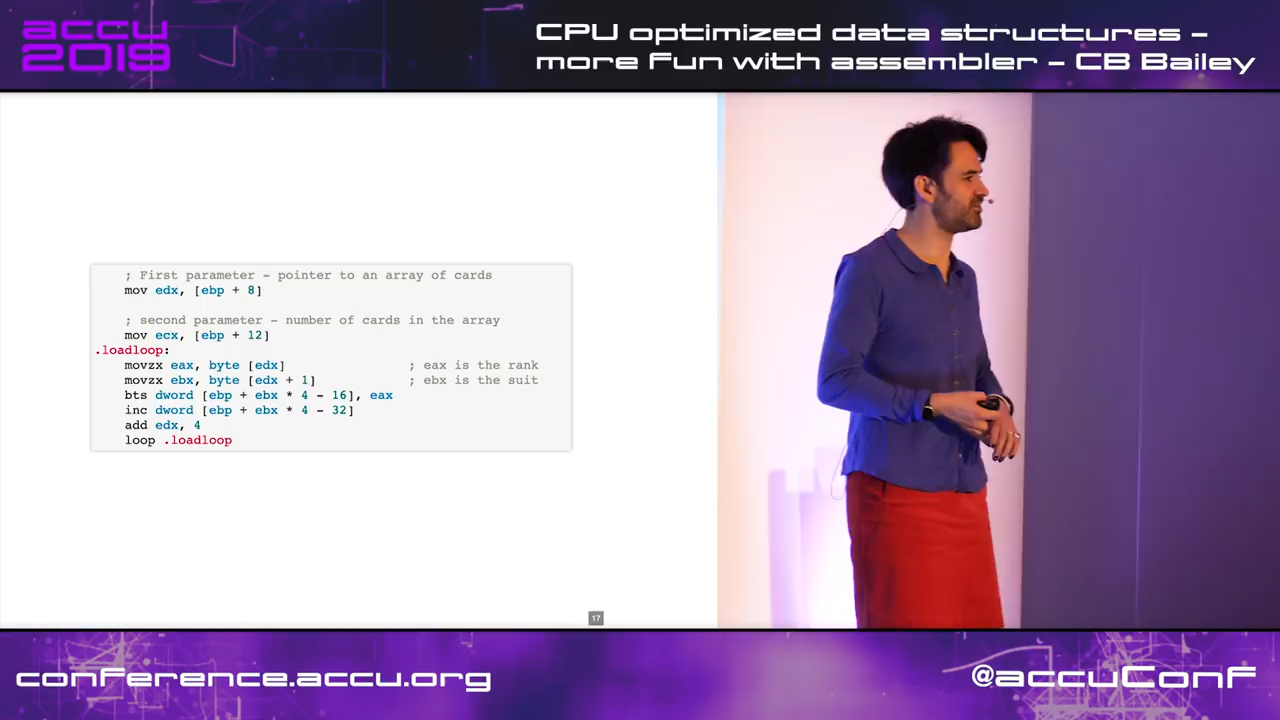 accu
2019
CPU optimized data structures –
more fun with assembler – CB Bailey
; First parameter - pointer to an array of cards
mov edx, [ebp + 8]
; second parameter - number of cards in the array
mov ecx, [ebp + 12]
.loadloop:
movzx eax, byte [edx] ; eax is the rank
movzx ebx, byte [edx + 1] ; ebx is the suit
bts dword [ebp + ebx * 4 - 16], eax
inc dword [ebp + ebx * 4 - 32]
add edx, 4
loop .loadloop
17
conference.accu.org
@accuConf